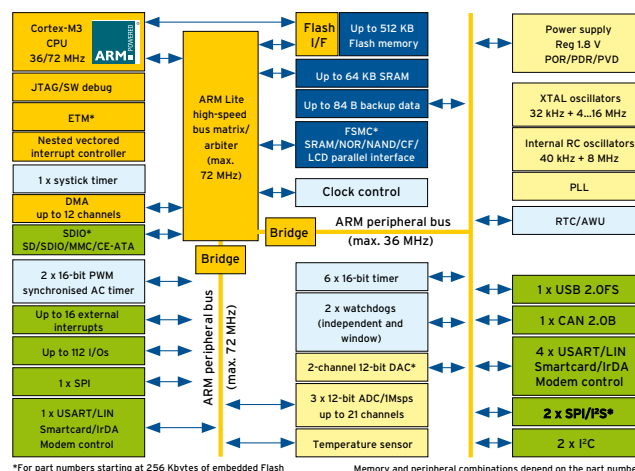 Cortex-M3
CPU
36/72 MHz
ARM
POWERED
JTAG/SW debug
ETM*
Nested vectored
interrupt controller
1 x systick timer
DMA
up to 12 channels
SDIO*
SD/SDIO/MMC/CE-ATA
2 x 16-bit PWM
synchronised AC timer
Up to 16 external
interrupts
Up to 112 I/Os
1 x SPI
1 x USART/LIN
Smartcard/IrDA
Modem control
ARM Lite
high-speed
bus matrix/
arbiter
(max.
72 MHz)
Bridge
Bridge
ARM peripheral bus
(max. 72 MHz)
ARM peripheral bus
(max. 36 MHz)
Flash
I/F
Up to 512 KB
Flash memory
Up to 64 KB SRAM
Up to 84 B backup data
FSMC*
SRAM/NOR/NAND/CF/
LCD parallel interface
Clock control
6 x 16-bit timer
2 x watchdogs
(independent and
window)
2-channel 12-bit DAC*
3 x 12-bit ADC/1Msps
up to 21 channels
Temperature sensor
Power supply
Reg 1.8 V
POR/PDR/PVD
XTAL oscillators
32 kHz + 4...16 MHz
Internal RC oscillators
40 kHz + 8 MHz
PLL
RTC/AWU
1 x USB 2.0FS
1 x CAN 2.0B
4 x USART/LIN
Smartcard/IrDA
Modem control
2 x SPI/I²S*
2 x I²C
*For part numbers starting at 256 Kbytes of embedded Flash
Memory and peripheral combinations depend on the part numbe